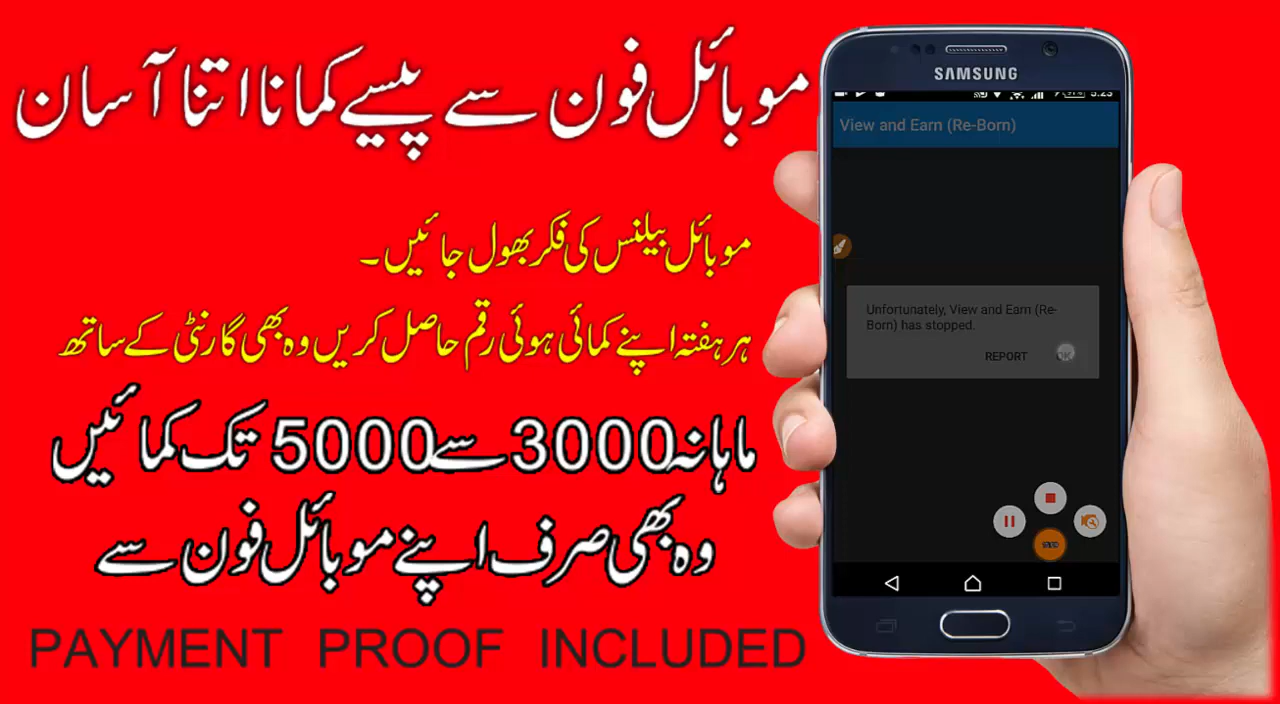 موبائل فون سے پیسے کمانا اتنا آسان
موبائل بیلنس کی فکر بھول جائیں۔
ہر ہفتہ اپنے کمائی ہوئی رقم حاصل کریں وہ بھی گارنٹی کے ساتھ
ماہانہ 3000 سے 5000 تک کمائیں
وہ بھی صرف اپنے موبائل فون سے
PAYMENT PROOF INCLUDED
SAMSUNG
5:23
View and Earn (Re-Born)
Unfortunately, View and Earn (Re-
Born) has stopped.
REPORT OK